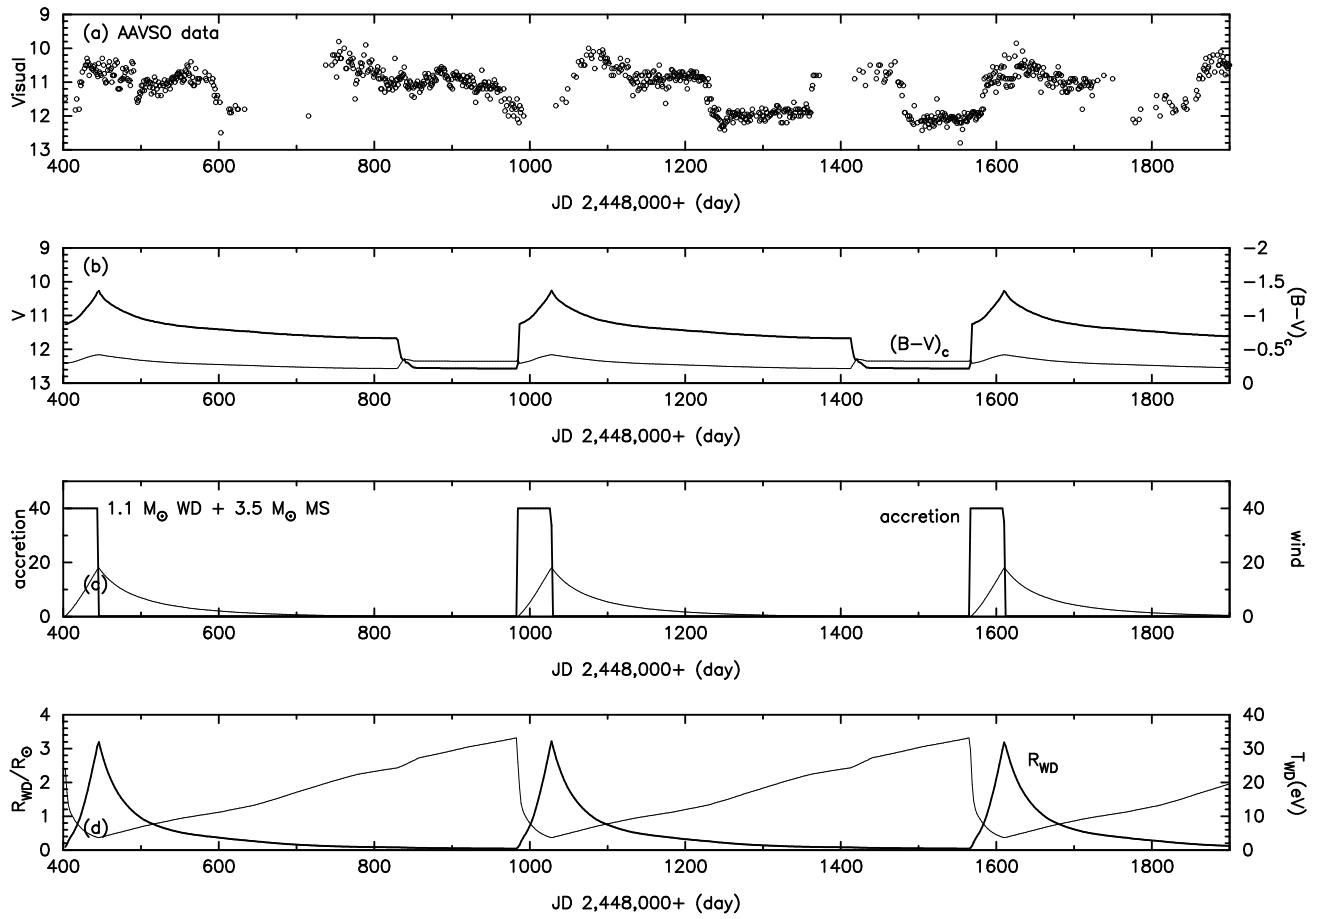 (a) AAVSO data
9
10
11
12
13
Visual
400 600 800 1000 1200 1400 1600 1800
JD 2,448,000+ (day)
(b)
9
10
11
12
13
V
−2
−1.5
−1
−0.5
0
(B−V)c
(B−V)c
400 600 800 1000 1200 1400 1600 1800
JD 2,448,000+ (day)
1.1 M⊙ WD + 3.5 M⊙ MS
accretion
40
20
0
accretion
(c)
40
20
0
wind
400 600 800 1000 1200 1400 1600 1800
JD 2,448,000+ (day)
4
3
2
1
0
RWD/R⊙
RWD
(d)
40
30
20
10
0
TWD(eV)
400 600 800 1000 1200 1400 1600 1800
JD 2,448,000+ (day)